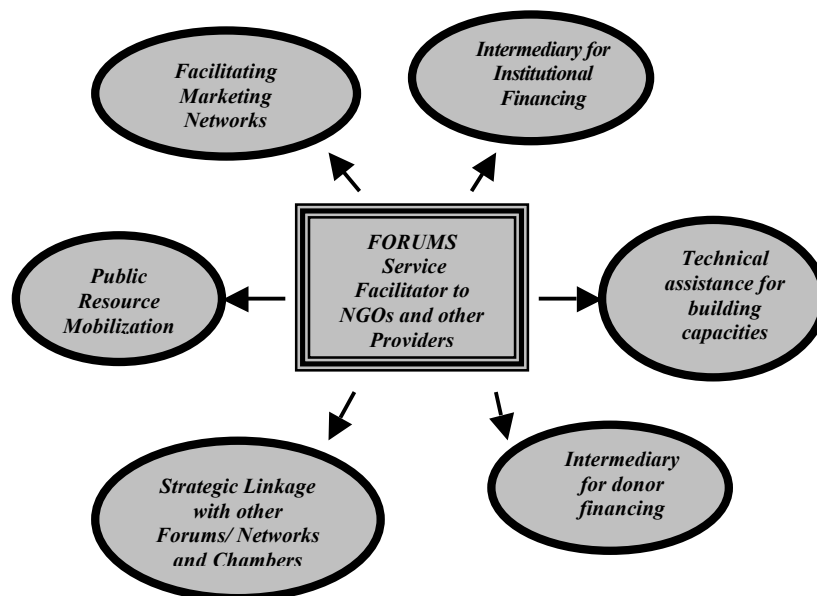 Facilitating
Marketing
Networks
Intermediary for
Institutional
Financing
FORUMS
Service
Facilitator to
NGOs and other
Providers
Public
Resource
Mobilization
Technical
assistance for
building
capacities
Strategic Linkage
with other
Forums/ Networks
and Chambers
Intermediary
for donor
financing